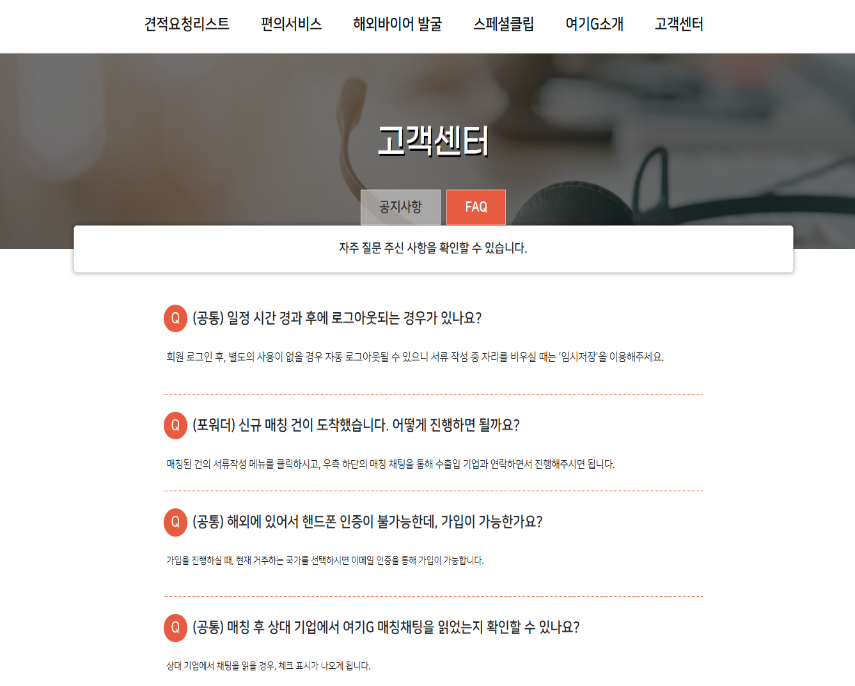 견적요청리스트 편의서비스 해외바이어 발굴 스페셜클립 여기G소개 고객센터
고객센터
공지사항 FAQ
자주 질문 주신 사항을 확인할 수 있습니다.
Q (공통) 일정 시간 경과 후에 로그아웃되는 경우가 있나요?
회원 로그인 후, 별도의 사용이 없을 경우 자동 로그아웃될 수 있으니 서류 작성 중 자리를 비우실 때는 '임시저장'을 이용해주세요.
Q (포워더) 신규 매칭 건이 도착했습니다. 어떻게 진행하면 될까요?
매칭된 건의 서류작성 메뉴를 클릭하시고, 우측 하단의 매칭 채팅을 통해 수출입 기업과 연락하면서 진행해주시면 됩니다.
Q (공통) 해외에 있어서 핸드폰 인증이 불가능한데, 가입이 가능한가요?
가입을 진행하실 때, 현재 거주하는 국가를 선택하시면 이메일 인증을 통해 가입이 가능합니다.
Q (공통) 매칭 후 상대 기업에서 여기G 매칭채팅을 읽었는지 확인할 수 있나요?
상대 기업에서 채팅을 읽을 경우, 체크 표시가 나오게 됩니다.